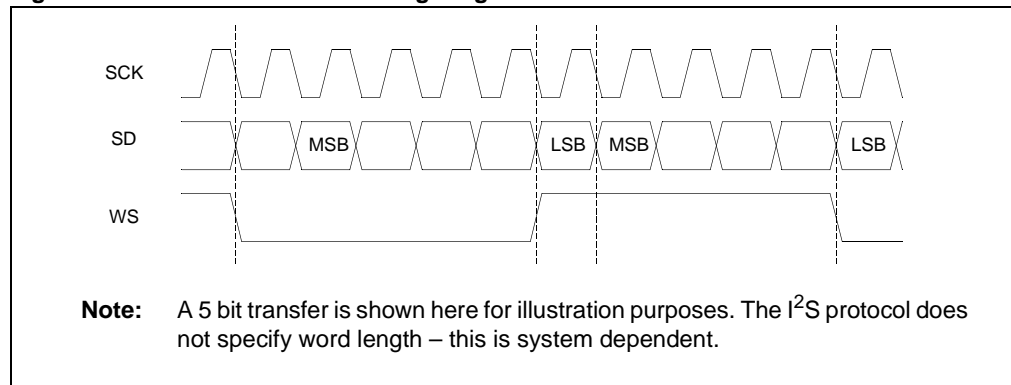 SCK
SD
MSB
LSB
MSB
LSB
WS
Note: A 5 bit transfer is shown here for illustration purposes. The I²S protocol does
not specify word length – this is system dependent.